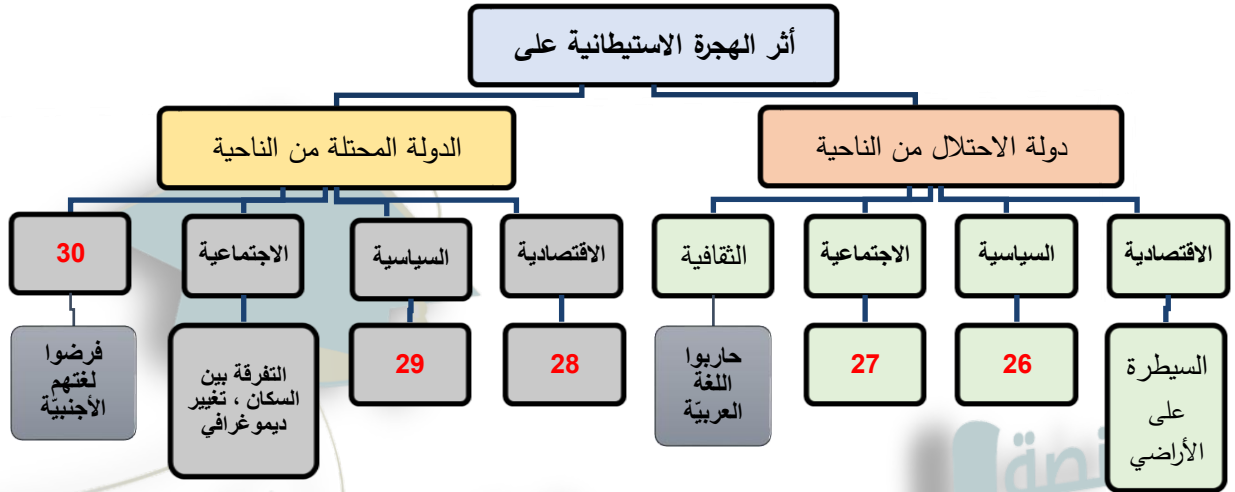 أثر الهجرة الاستيطانية على
دولة الاحتلال من الناحية
الدولة المحتلة من الناحية
الاقتصادية
السياسية
الاجتماعية
الثقافية
الاقتصادية
السياسية
الاجتماعية
30
السيطرة
على
الأراضي
26
27
حاربوا
اللغة
العربيّة
28
29
التفرقة بين
السكان ، تغيير
ديموغرافي
فرضوا
لغتهم
الأجنبيّة